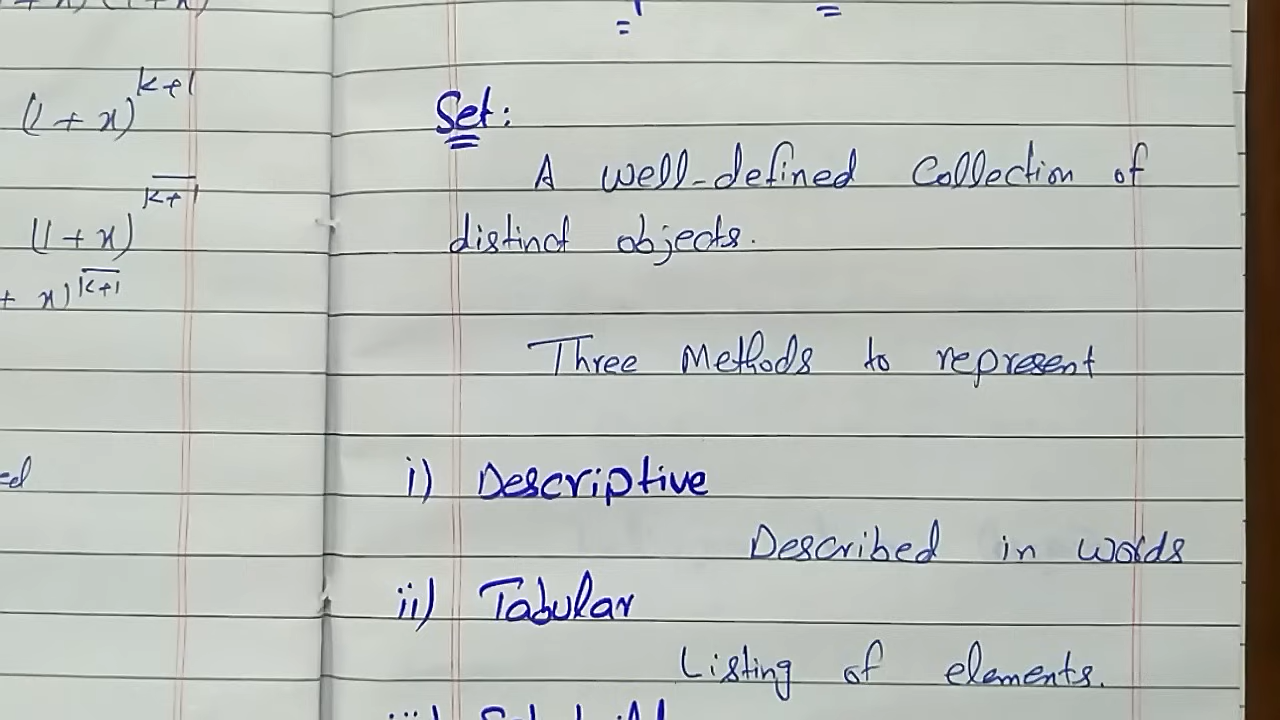 (1 + x)^k+1
(1 + x)^k+1
+ x)^k+1
ed
Set:
A well-defined Collection of
distinct objects.
Three Methods to represent
i) Descriptive
Described in words
ii) Tabular
Listing of elements.